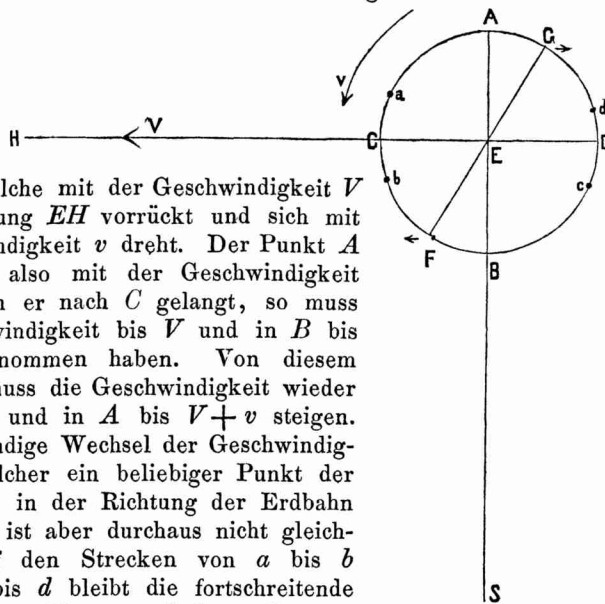 A
G
v
a
d
H
V
C
E
D
b
c
F
B
lche mit der Geschwindigkeit V
ung EH vorrückt und sich mit
ndigkeit v dreht. Der Punkt A
also mit der Geschwindigkeit
n er nach C gelangt, so muss
windigkeit bis V und in B bis
nommen haben. Von diesem
nuss die Geschwindigkeit wieder
und in A bis V+v steigen.
ndige Wechsel der Geschwindig-
lcher ein beliebiger Punkt der
in der Richtung der Erdbahn
ist aber durchaus nicht gleich-
den Strecken von a bis b
bis d bleibt die fortschreitende
S